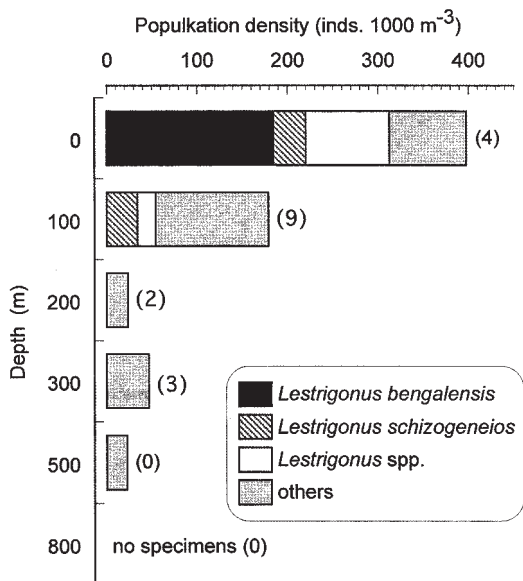 Populkation density (inds. 1000 m⁻³)
0 100 200 300 400
Depth (m)
0 (4)
100 (9)
200 (2)
300 (3)
500 (0)
800 no specimens (0)
Lestrigonus bengalensis
Lestrigonus schizogeneios
Lestrigonus spp.
others